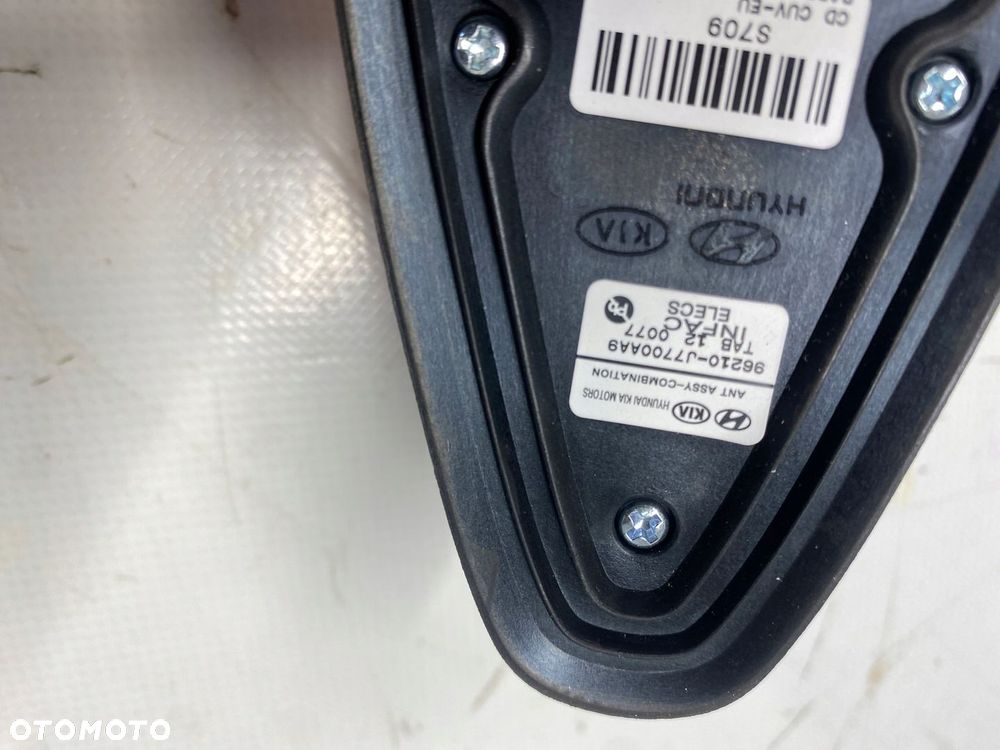 HYUNDAI KIA MOTORS
ANT ASSY-COMBINATION
96210-J7700AA9
TAB 12 0077
INFAC
ELECS
Pb
KIA
KIA
HYUNDAI
S709
CD CUV-EU
OTOMOTO